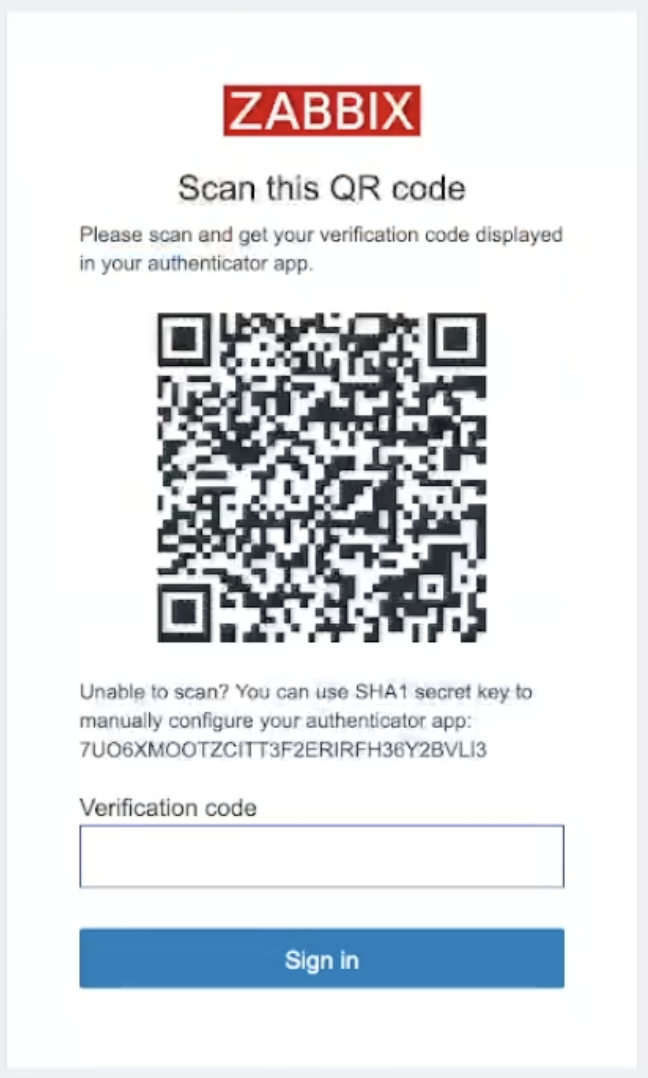 ZABBIX
Scan this QR code
Please scan and get your verification code displayed
in your authenticator app.
Unable to scan? You can use SHA1 secret key to
manually configure your authenticator app:
7UO6XMOOTZCITT3F2ERIRFH36Y2BVLI3
Verification code
Sign in